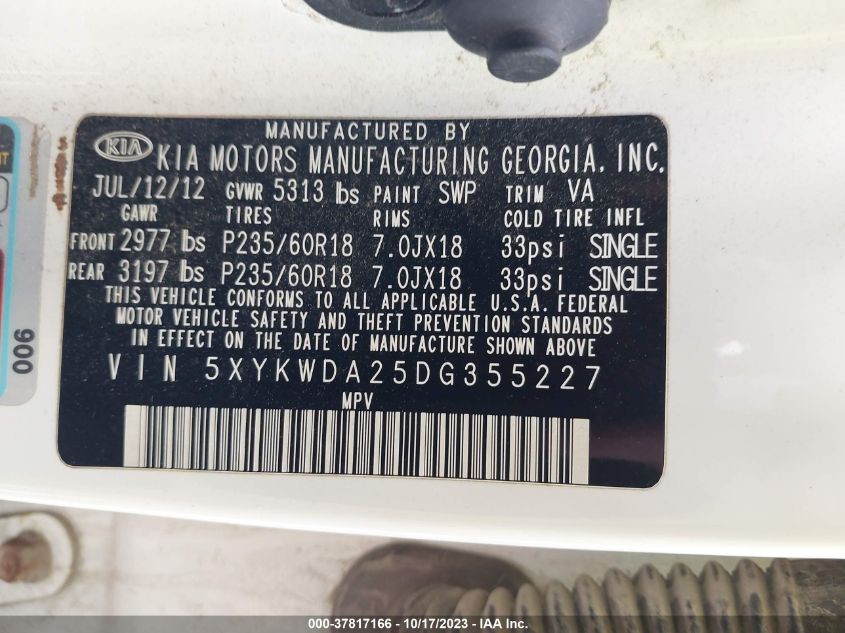 MANUFACTURED BY
KIA KIA MOTORS MANUFACTURING GEORGIA, INC.
JUL/12/12 GVWR 5313 lbs PAINT SWP TRIM VA
GAWR TIRES RIMS COLD TIRE INFL
FRONT 2977 lbs P235/60R18 7.0JX18 33psi SINGLE
REAR 3197 lbs P235/60R18 7.0JX18 33psi SINGLE
THIS VEHICLE CONFORMS TO ALL APPLICABLE U.S.A. FEDERAL
MOTOR VEHICLE SAFETY AND THEFT PREVENTION STANDARDS
IN EFFECT ON THE DATE OF MANUFACTURE SHOWN ABOVE
VIN 5XYKWDA25DG355227
MPV
006
000-37817166 - 10/17/2023 - IAA Inc.